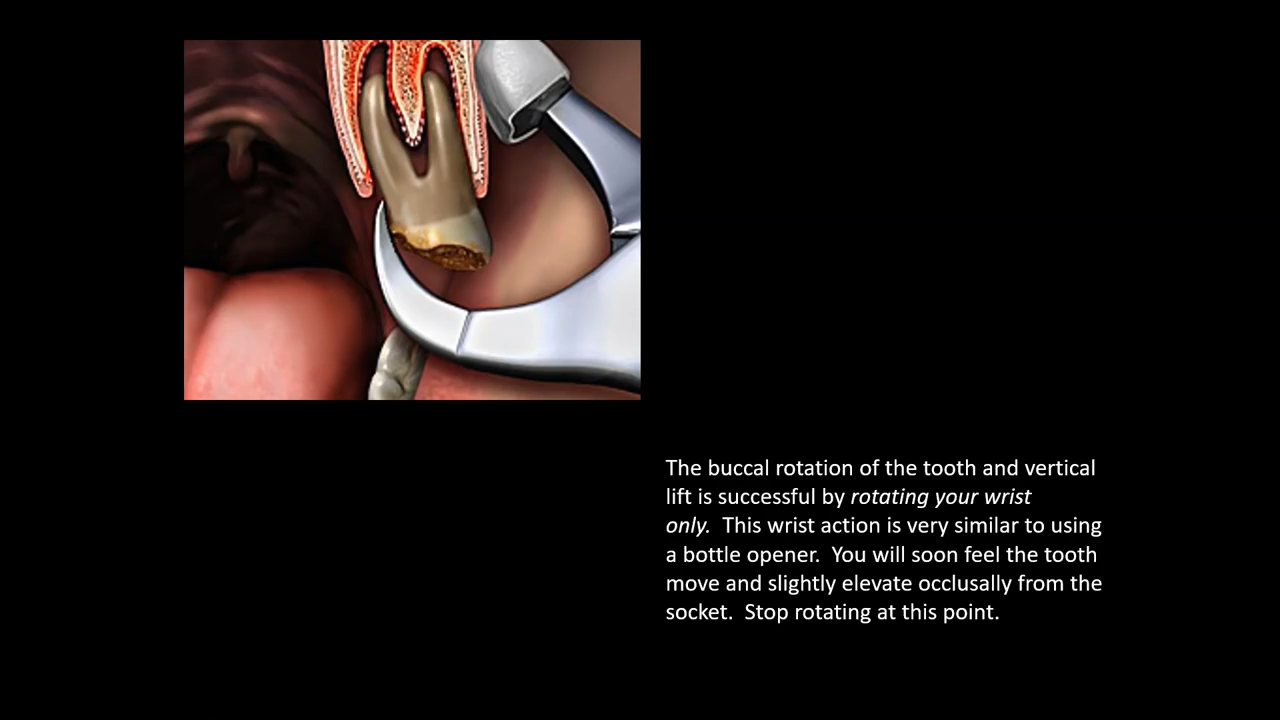 The buccal rotation of the tooth and vertical
lift is successful by rotating your wrist
only.  This wrist action is very similar to using
a bottle opener.  You will soon feel the tooth
move and slightly elevate occlusally from the
socket.  Stop rotating at this point.